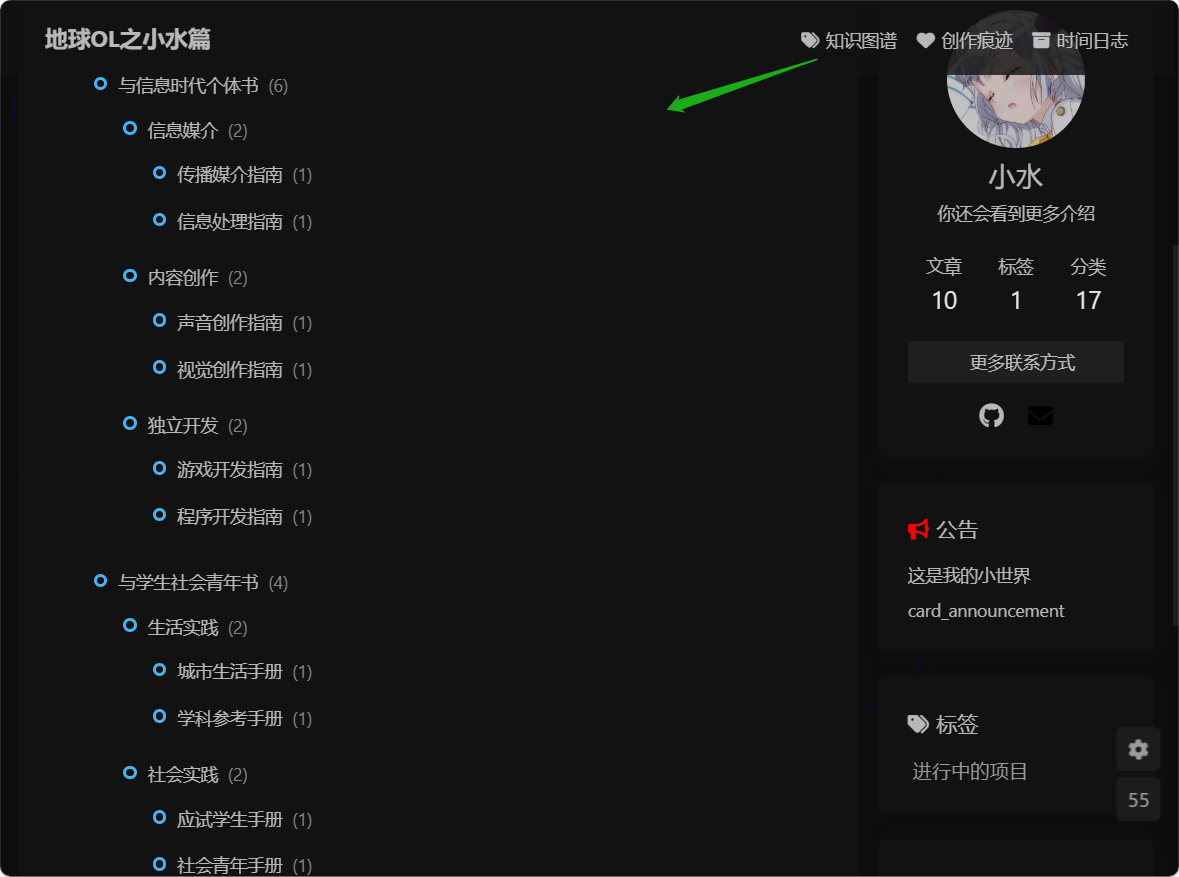 地球OL之小水篇
知识图谱 创作痕迹 时间日志
与信息时代个体书 (6)
信息媒介 (2)
传播媒介指南 (1)
信息处理指南 (1)
内容创作 (2)
声音创作指南 (1)
视觉创作指南 (1)
独立开发 (2)
游戏开发指南 (1)
程序开发指南 (1)
与学生社会青年书 (4)
生活实践 (2)
城市生活手册 (1)
学科参考手册 (1)
社会实践 (2)
应试学生手册 (1)
社会青年手册 (1)
小水
你还会看到更多介绍
文章 标签 分类
10 1 17
更多联系方式
公告
这是我的小世界
card_announcement
标签
进行中的项目
55